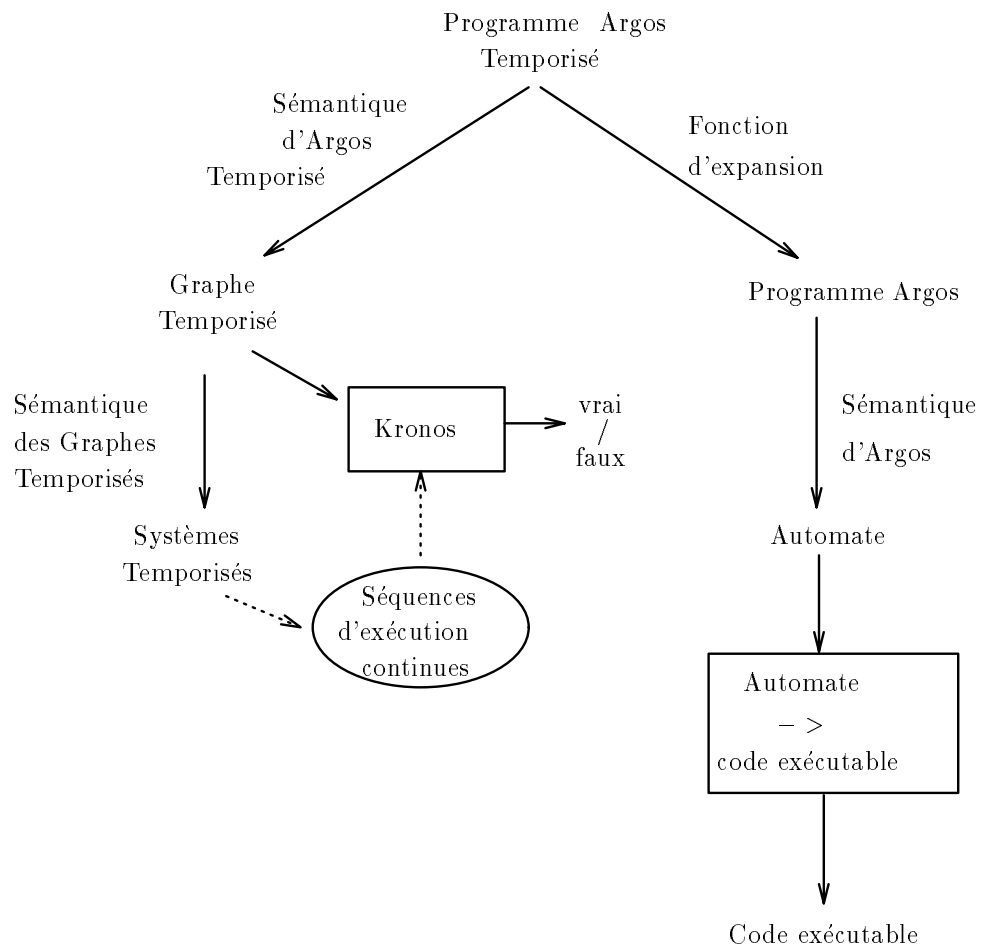 Programme Argos
Temporisé
Sémantique
d'Argos
Temporisé
Fonction
d'expansion
Graphe
Temporisé
Programme Argos
Sémantique
des Graphes
Temporisés
Kronos
vrai
/
faux
Sémantique
d'Argos
Systèmes
Temporisés
Automate
Séquences
d'exécution
continues
Automate
− >
code exécutable
Code exécutable